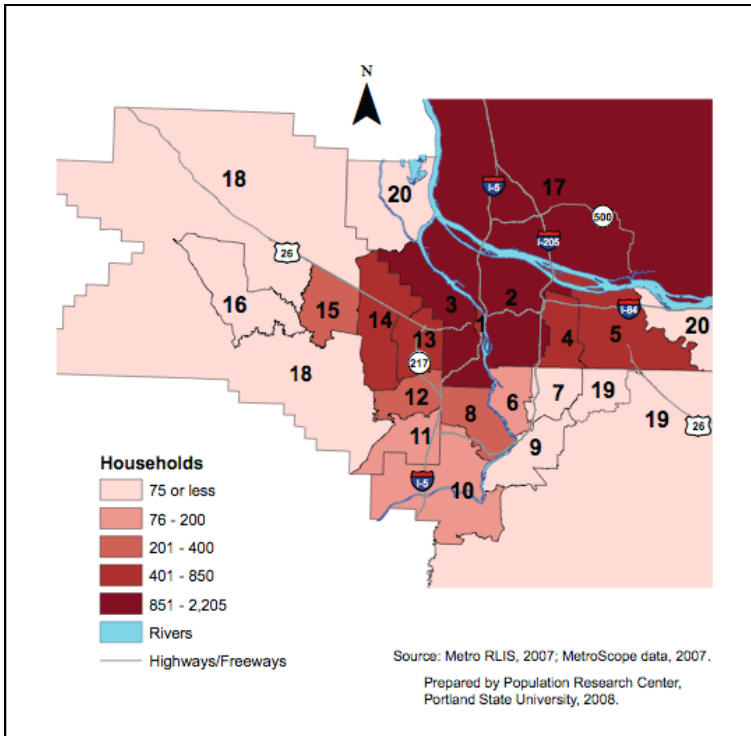 N
18
20
I-5
17
500
I-205
26
16
15
14
3
2
1
13
I-84
4
5
20
217
18
12
8
6
7
19
19
26
11
9
I-5
10
Households
75 or less
76 - 200
201 - 400
401 - 850
851 - 2,205
Rivers
Highways/Freeways
Source: Metro RLIS, 2007; MetroScope data, 2007.
Prepared by Population Research Center,
Portland State University, 2008.